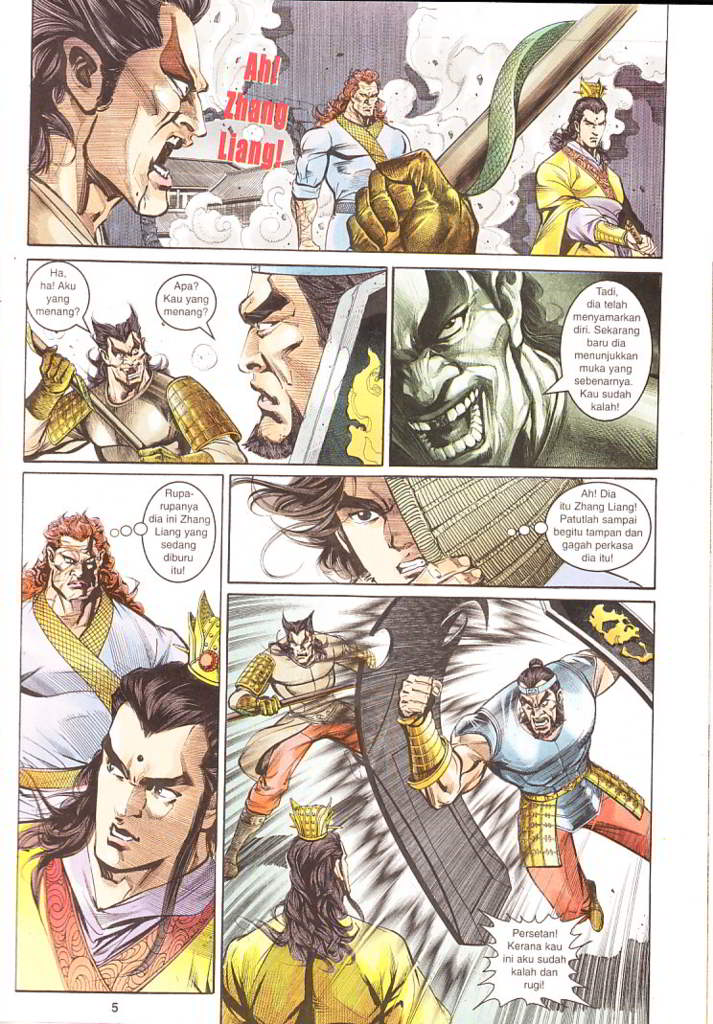 Ah!
Zhang
Liang!
Ha,
ha! Aku
yang
menang?
Apa?
Kau yang
menang?
Tadi,
dia telah
menyamarkan
diri. Sekarang
baru dia
menunjukkan
muka yang
sebenarnya.
Kau sudah
kalah!
Rupa-
rupanya
dia ini Zhang
Liang yang
sedang
diburu
itu!
Ah! Dia
itu Zhang Liang!
Patutlah sampai
begitu tampan dan
gagah perkasa
dia itu!
Persetan!
Kerana kau
ini aku sudah
kalah dan
rugi!
5